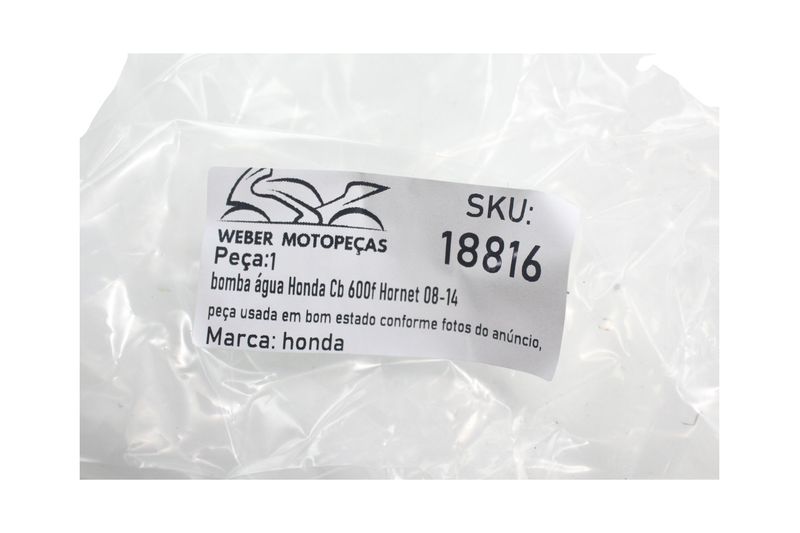 WEBER MOTOPEÇAS
SKU:
18816
Peça:1
bomba água Honda Cb 600f Hornet 08-14
peça usada em bom estado conforme fotos do anúncio,
Marca: honda